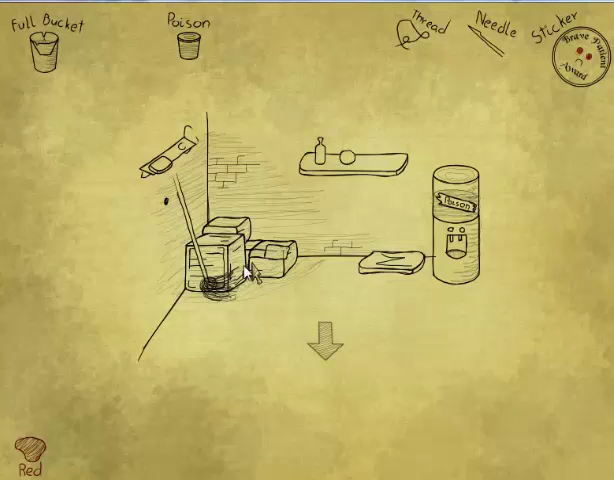 Full Bucket
Poison
Thread
Needle
Sticker
Brave Patient
Award
Poison
Red